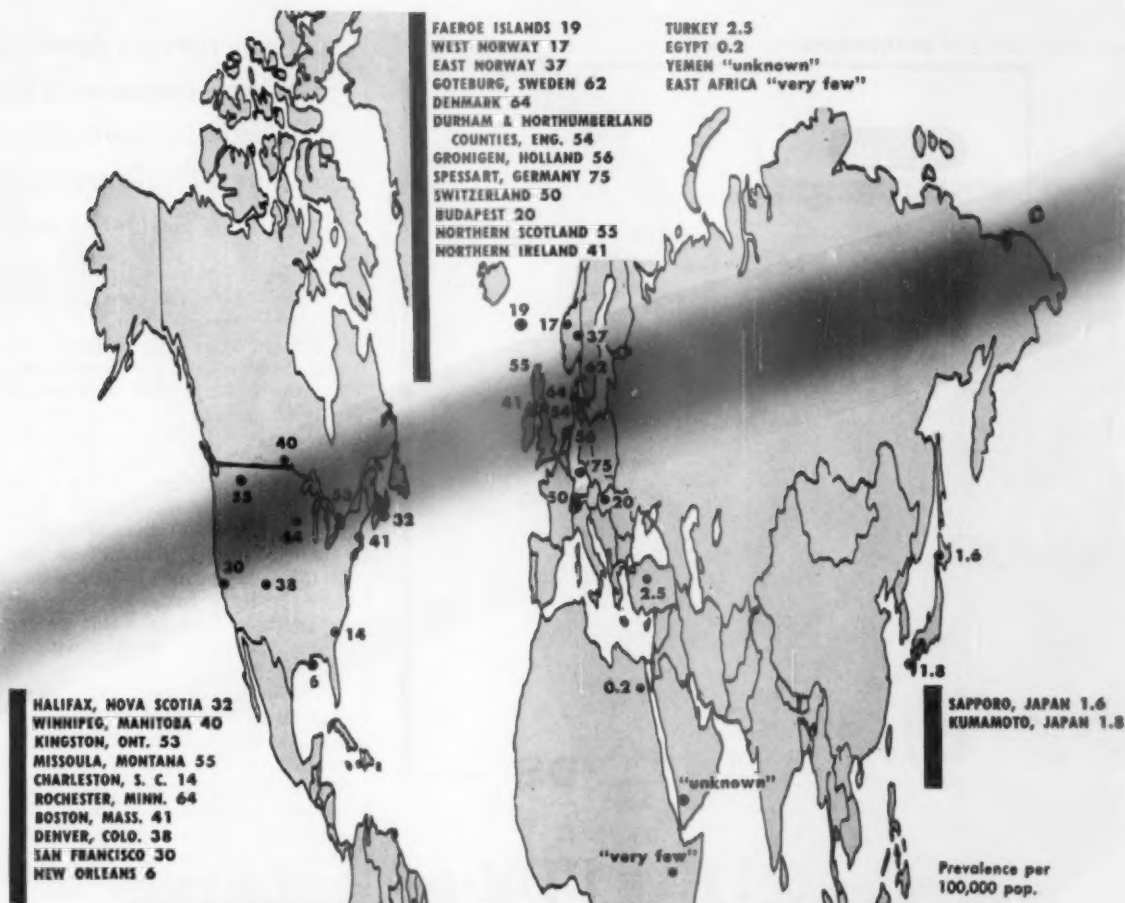 FAEROE ISLANDS 19
WEST NORWAY 17
EAST NORWAY 37
GOTEBURG, SWEDEN 62
DENMARK 64
DURHAM & NORTHUMBERLAND
COUNTIES, ENG. 54
GRONIGEN, HOLLAND 56
SPESSART, GERMANY 75
SWITZERLAND 50
BUDAPEST 20
NORTHERN SCOTLAND 55
NORTHERN IRELAND 41
TURKEY 2.5
EGYPT 0.2
YEMEN "unknown"
EAST AFRICA "very few"
19
17
37
62
55
64
41
54
56
75
50
20
40
55
53
64
32
41
30
38
14
6
2.5
0.2
1.6
1.8
"unknown"
"very few"
HALIFAX, NOVA SCOTIA 32
WINNIPEG, MANITOBA 40
KINGSTON, ONT. 53
MISSOULA, MONTANA 55
CHARLESTON, S. C. 14
ROCHESTER, MINN. 64
BOSTON, MASS. 41
DENVER, COLO. 38
SAN FRANCISCO 30
NEW ORLEANS 6
SAPPORO, JAPAN 1.6
KUMAMOTO, JAPAN 1.8
Prevalence per
100,000 pop.